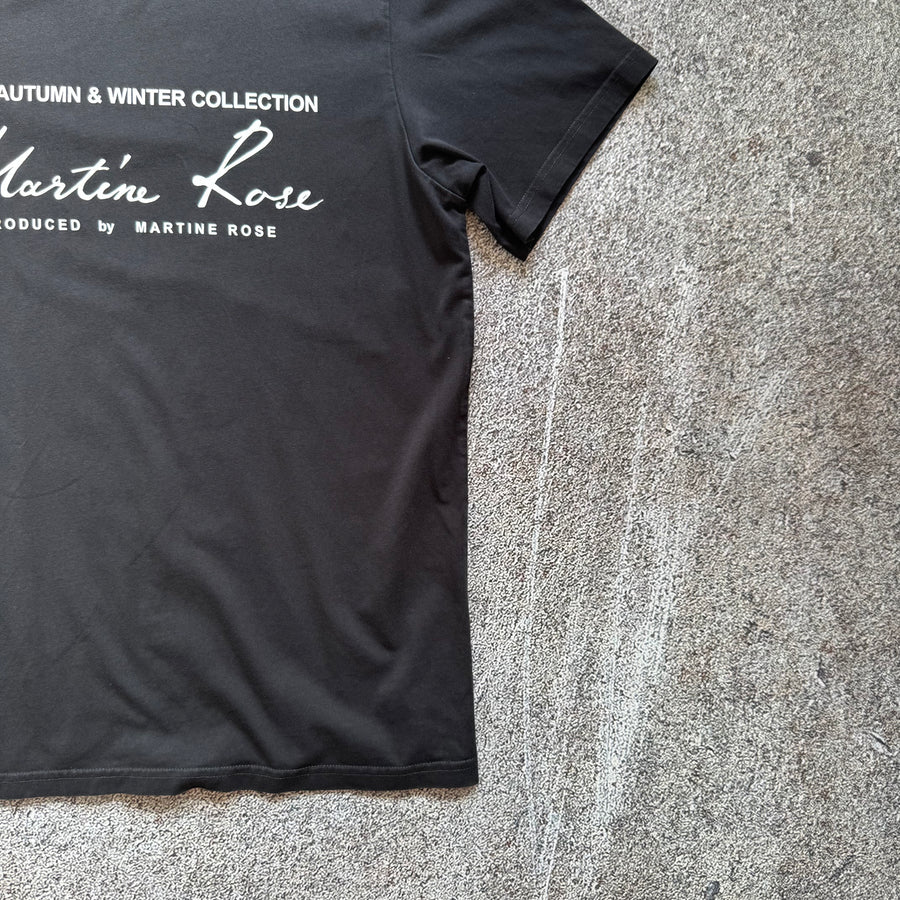 AUTUMN & WINTER COLLECTION
Martine Rose
RODUCED by MARTINE ROSE